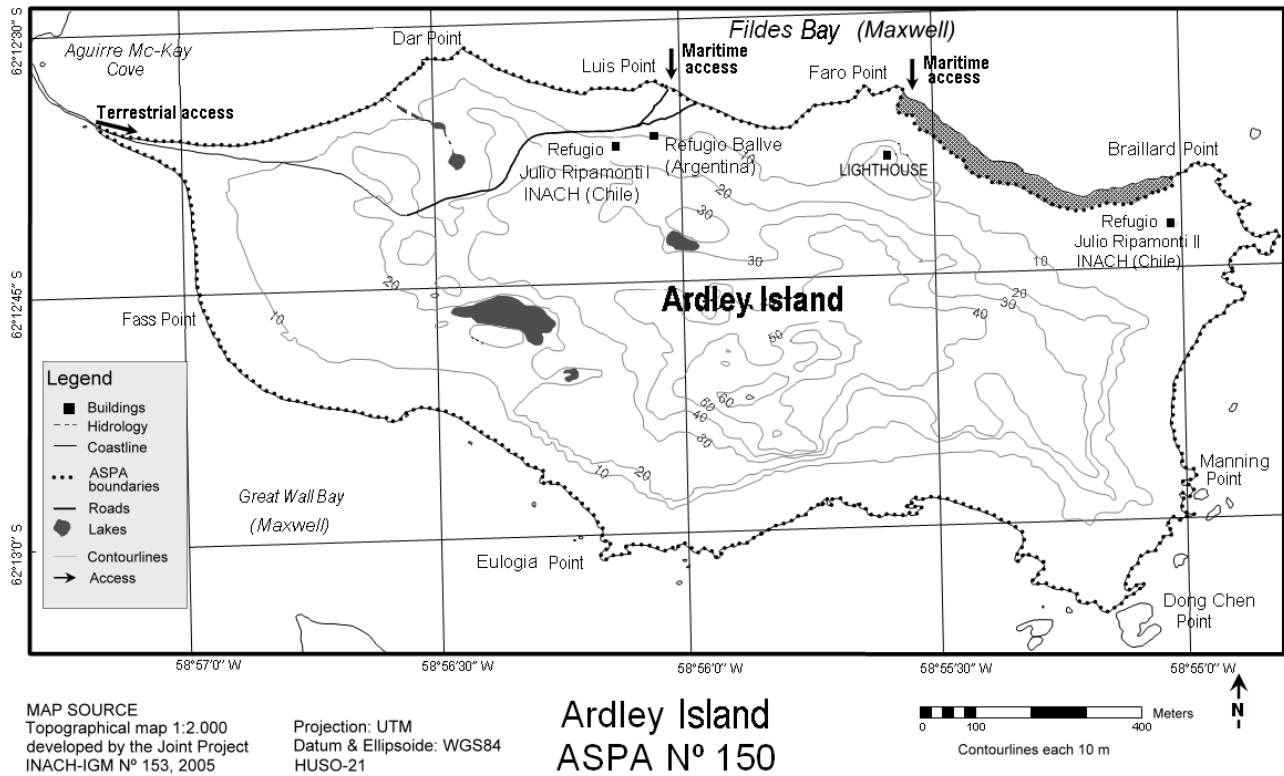 Fildes Bay (Maxwell)
Aguirre Mc-Kay
Cove
Dar Point
Luis Point
Maritime
access
Faro Point
Maritime
access
Terrestrial access
Refugio
Julio Ripamonti I
INACH (Chile)
Refugio Ballve
(Argentina)
LIGHTHOUSE
Braillard Point
Refugio
Julio Ripamonti II
INACH (Chile)
10
20
30
30
10
20
30
40
20
10
Ardley Island
50
60
60
40
30
20
10
Fass Point
Great Wall Bay
(Maxwell)
Eulogia Point
Manning
Point
Dong Chen
Point
Legend
Buildings
Hidrology
Coastline
ASPA
boundaries
Roads
Lakes
Contourlines
Access
62°12'30" S
62°12'45" S
62°13'0" S
58°57'0" W
58°56'30" W
58°56'0" W
58°55'30" W
58°55'0" W
MAP SOURCE
Topographical map 1:2.000
developed by the Joint Project
INACH-IGM Nº 153, 2005
Projection: UTM
Datum & Ellipsoide: WGS84
HUSO-21
Ardley Island
ASPA Nº 150
0 100 400 Meters
Contourlines each 10 m
N